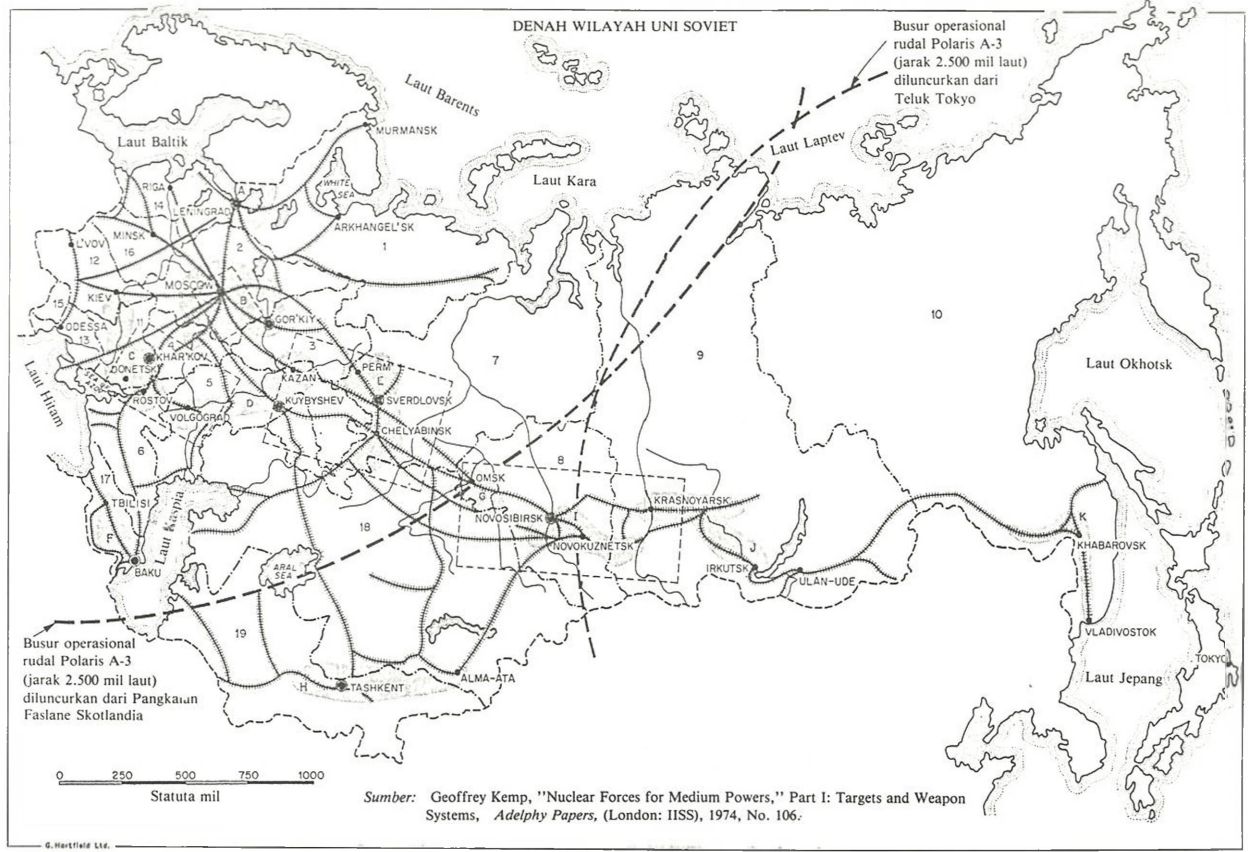 DENAH WILAYAH UNI SOVIET
Busur operasional
rudal Polaris A-3
(jarak 2.500 mil laut)
diluncurkan dari
Teluk Tokyo
Laut Barents
MURMANSK
Laut Baltik
Laut Laptev
Laut Kara
RIGA
A
WHITE
SEA
14
LENINGRAD
ARKHANGEL'SK
MINSK
2
1
L'VOV
16
12
MOSCOW
KIEV
B
15
10
GOR'KIY
11
ODESSA
13
4
3
C
KHAR'KOV
7
9
Laut Okhotsk
DONETSK
PERM
E
KAZAN
5
Laut Hitam
ROSTOV
D
KUYBYSHEV
SVERDLOVSK
VOLGOGRAD
CHELYABINSK
6
8
17
OMSK
G
TBILISI
KRASNOYARSK
Laut Kaspia
18
NOVOSIBIRSK
I
K
F
NOVOKUZNETSK
J
KHABAROVSK
BAKU
ARAL
SEA
IRKUTSK
ULAN-UDE
19
VLADIVOSTOK
Busur operasional
rudal Polaris A-3
(jarak 2.500 mil laut)
diluncurkan dari Pangkalan
Faslane Skotlandia
TOKYO
ALMA-ATA
Laut Jepang
H
TASHKENT
0 250 500 750 1000
Statuta mil
Sumber: Geoffrey Kemp, "Nuclear Forces for Medium Powers," Part I: Targets and Weapon
Systems, Adelphy Papers, (London: IISS), 1974, No. 106.
G. Hartfield Ltd.